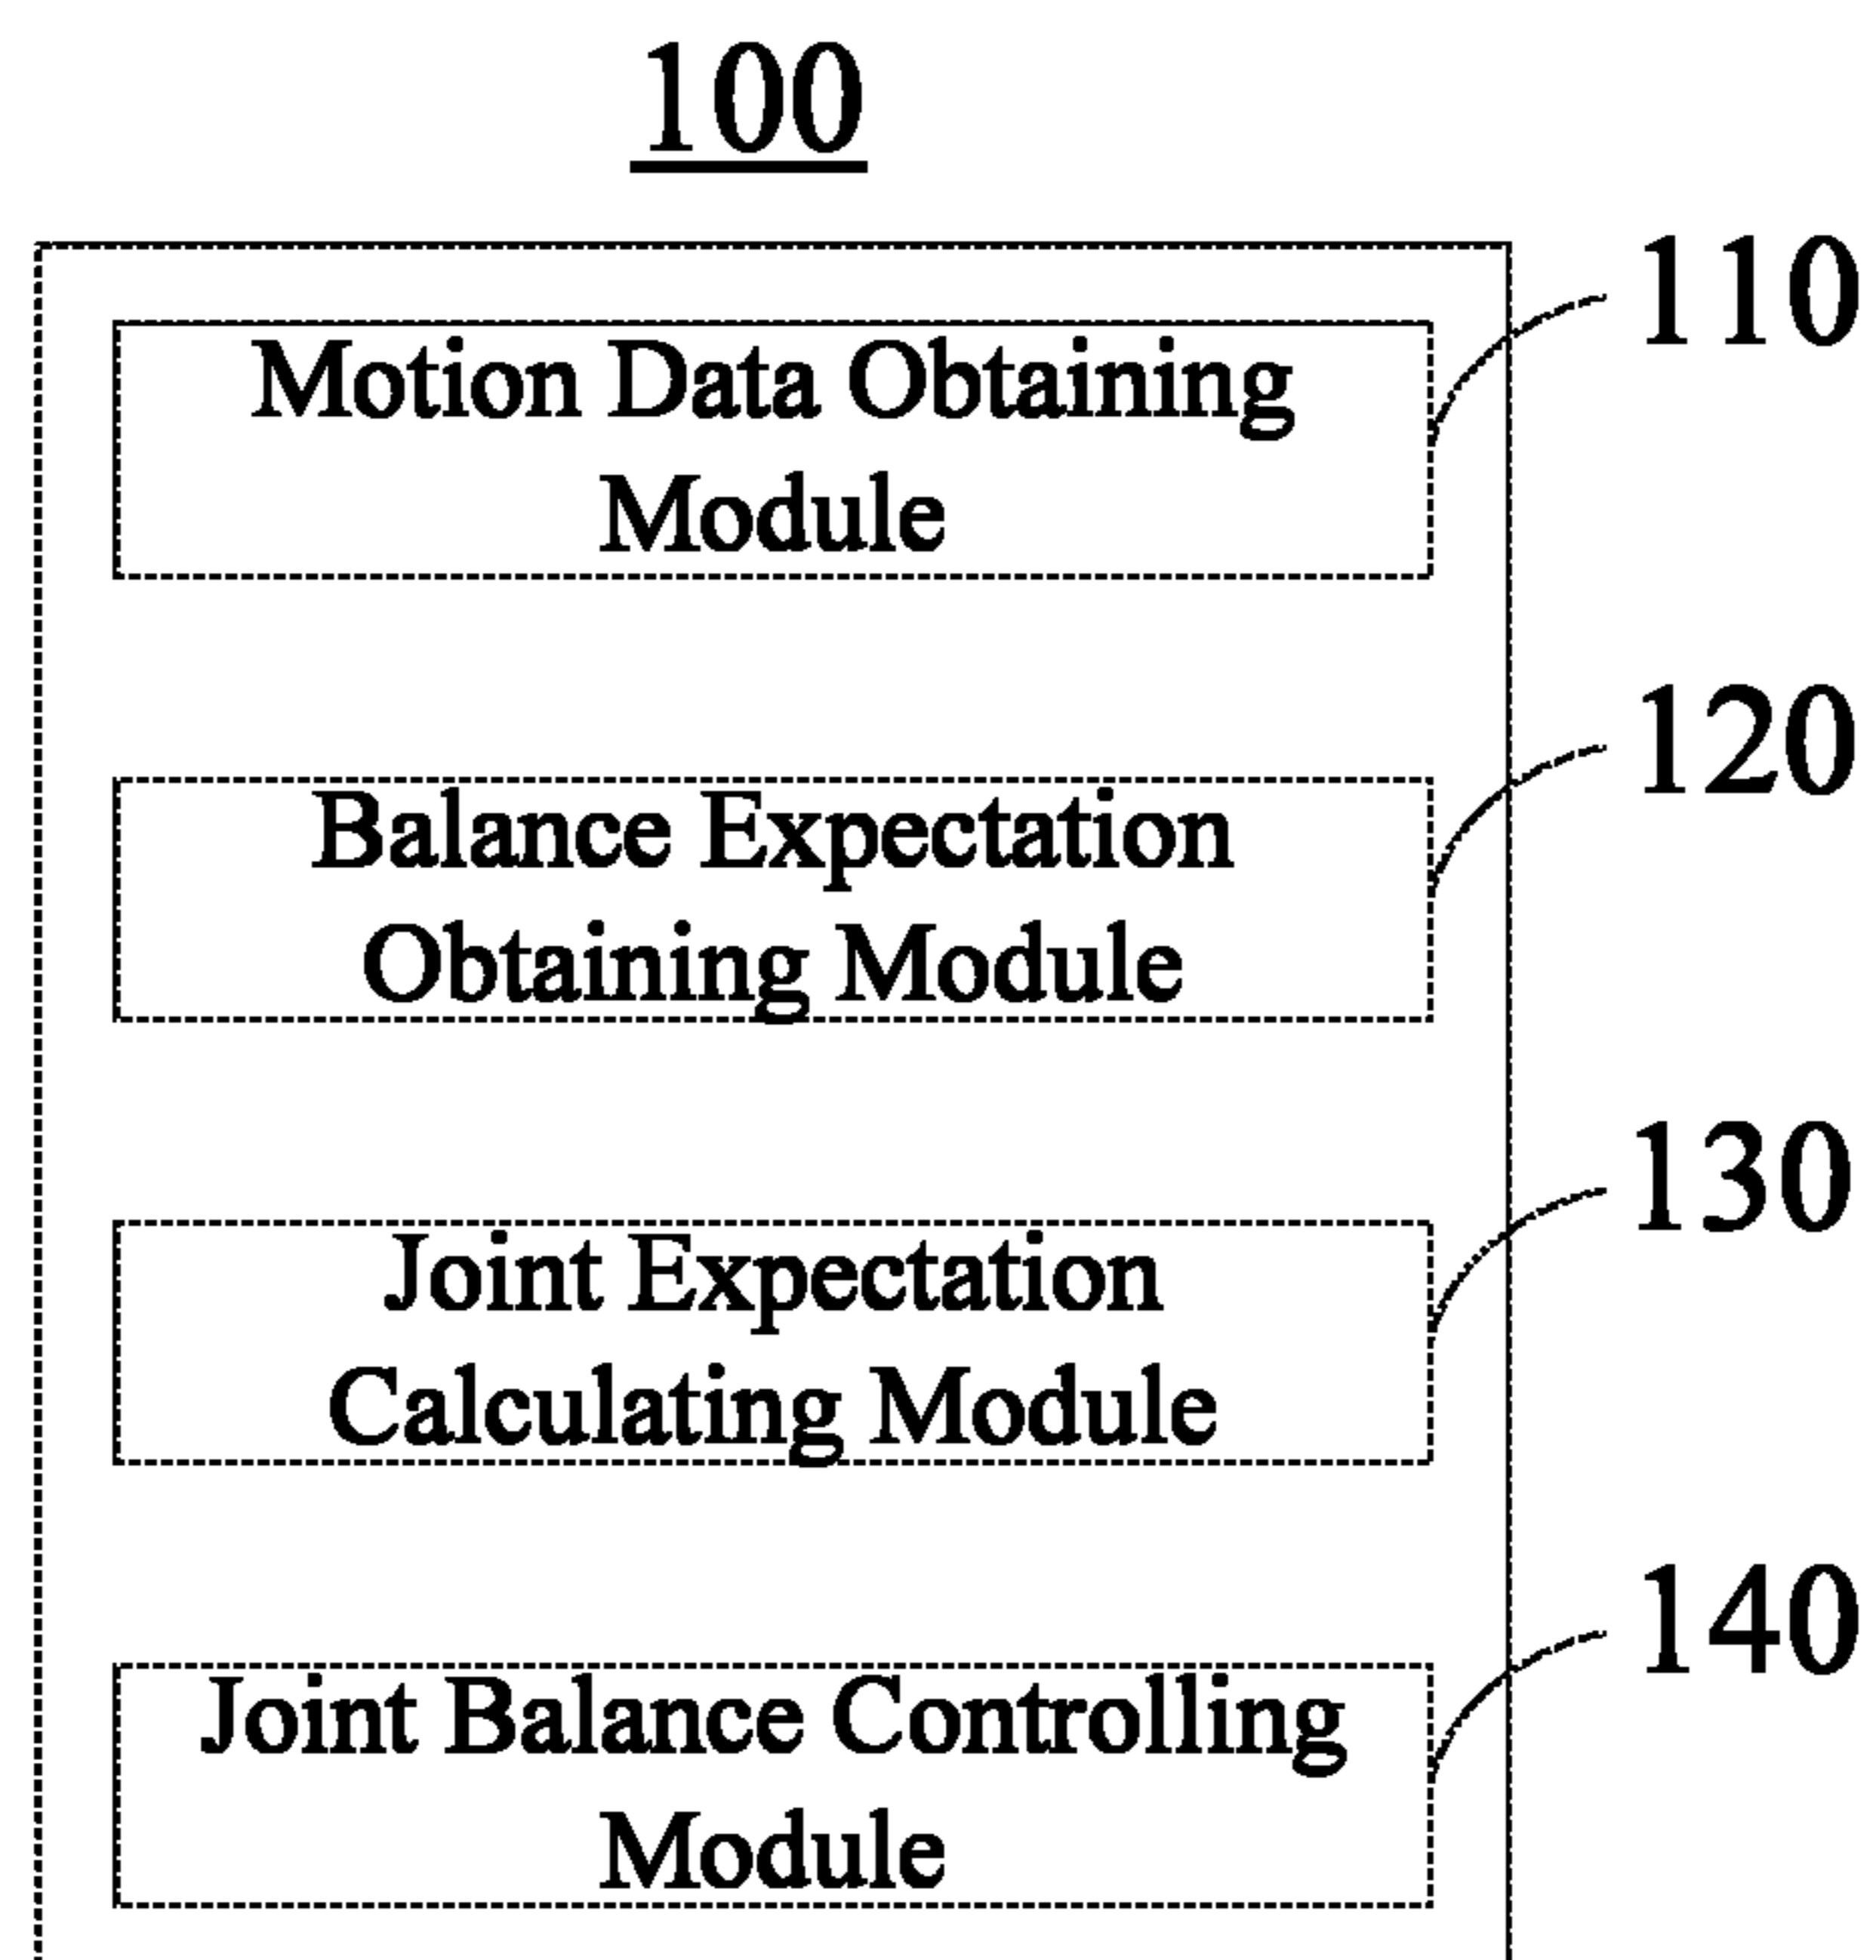 100
110
Motion Data Obtaining
Module
120
Balance Expectation
Obtaining Module
130
Joint Expectation
Calculating Module
140
Joint Balance Controlling
Module